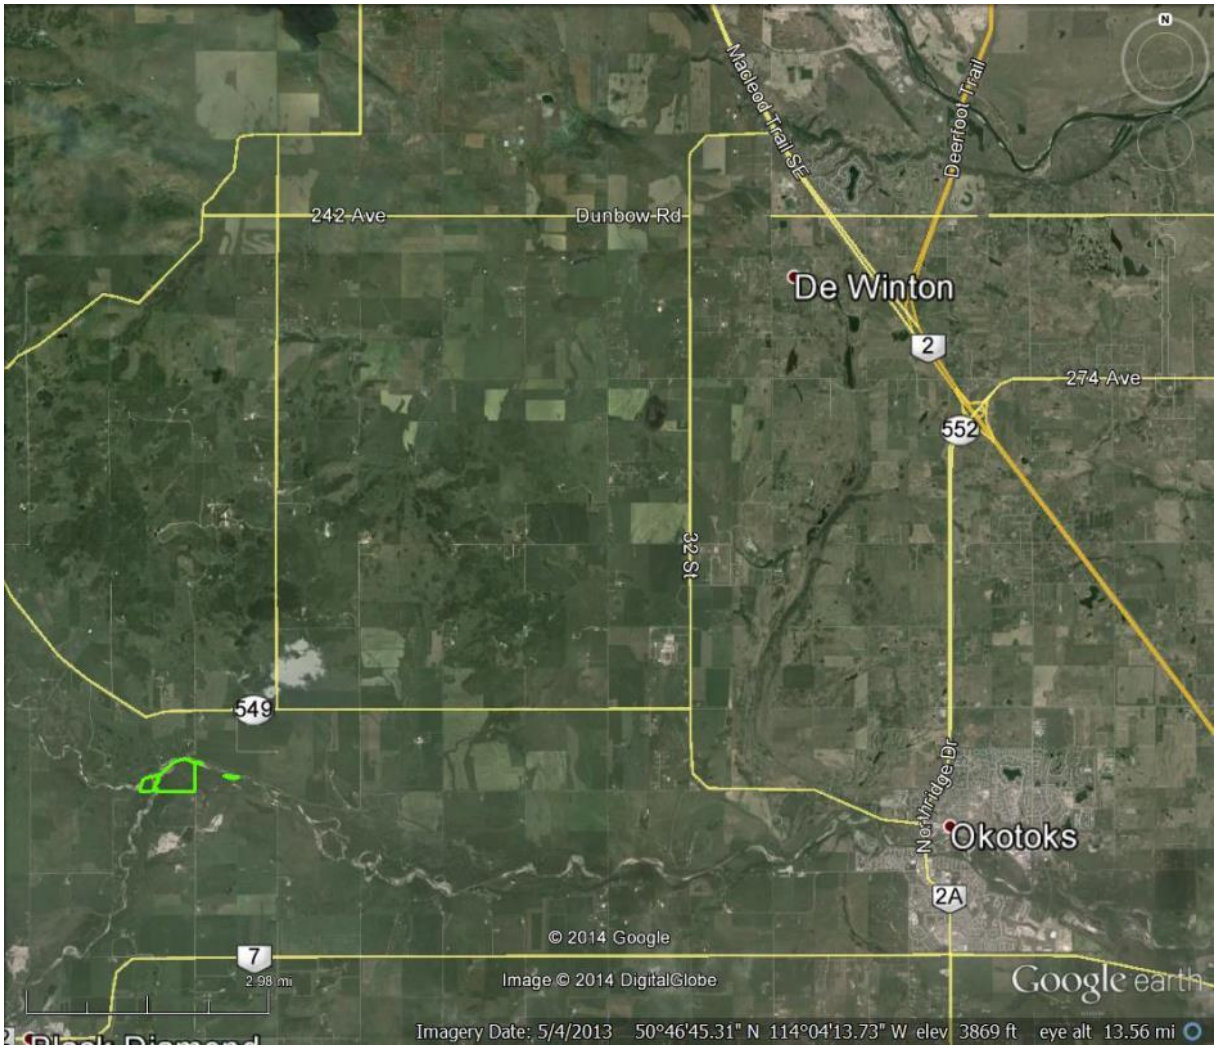 N
Macleod Trail SE
Deerfoot Trail
242 Ave
Dunbow Rd
De Winton
2
274 Ave
552
32 St
549
Northridge Dr
Okotoks
2A
© 2014 Google
7
2.98 mi
Image © 2014 DigitalGlobe
Google earth
Black Diamond
Imagery Date: 5/4/2013 50°46'45.31" N 114°04'13.73" W elev 3869 ft eye alt 13.56 mi